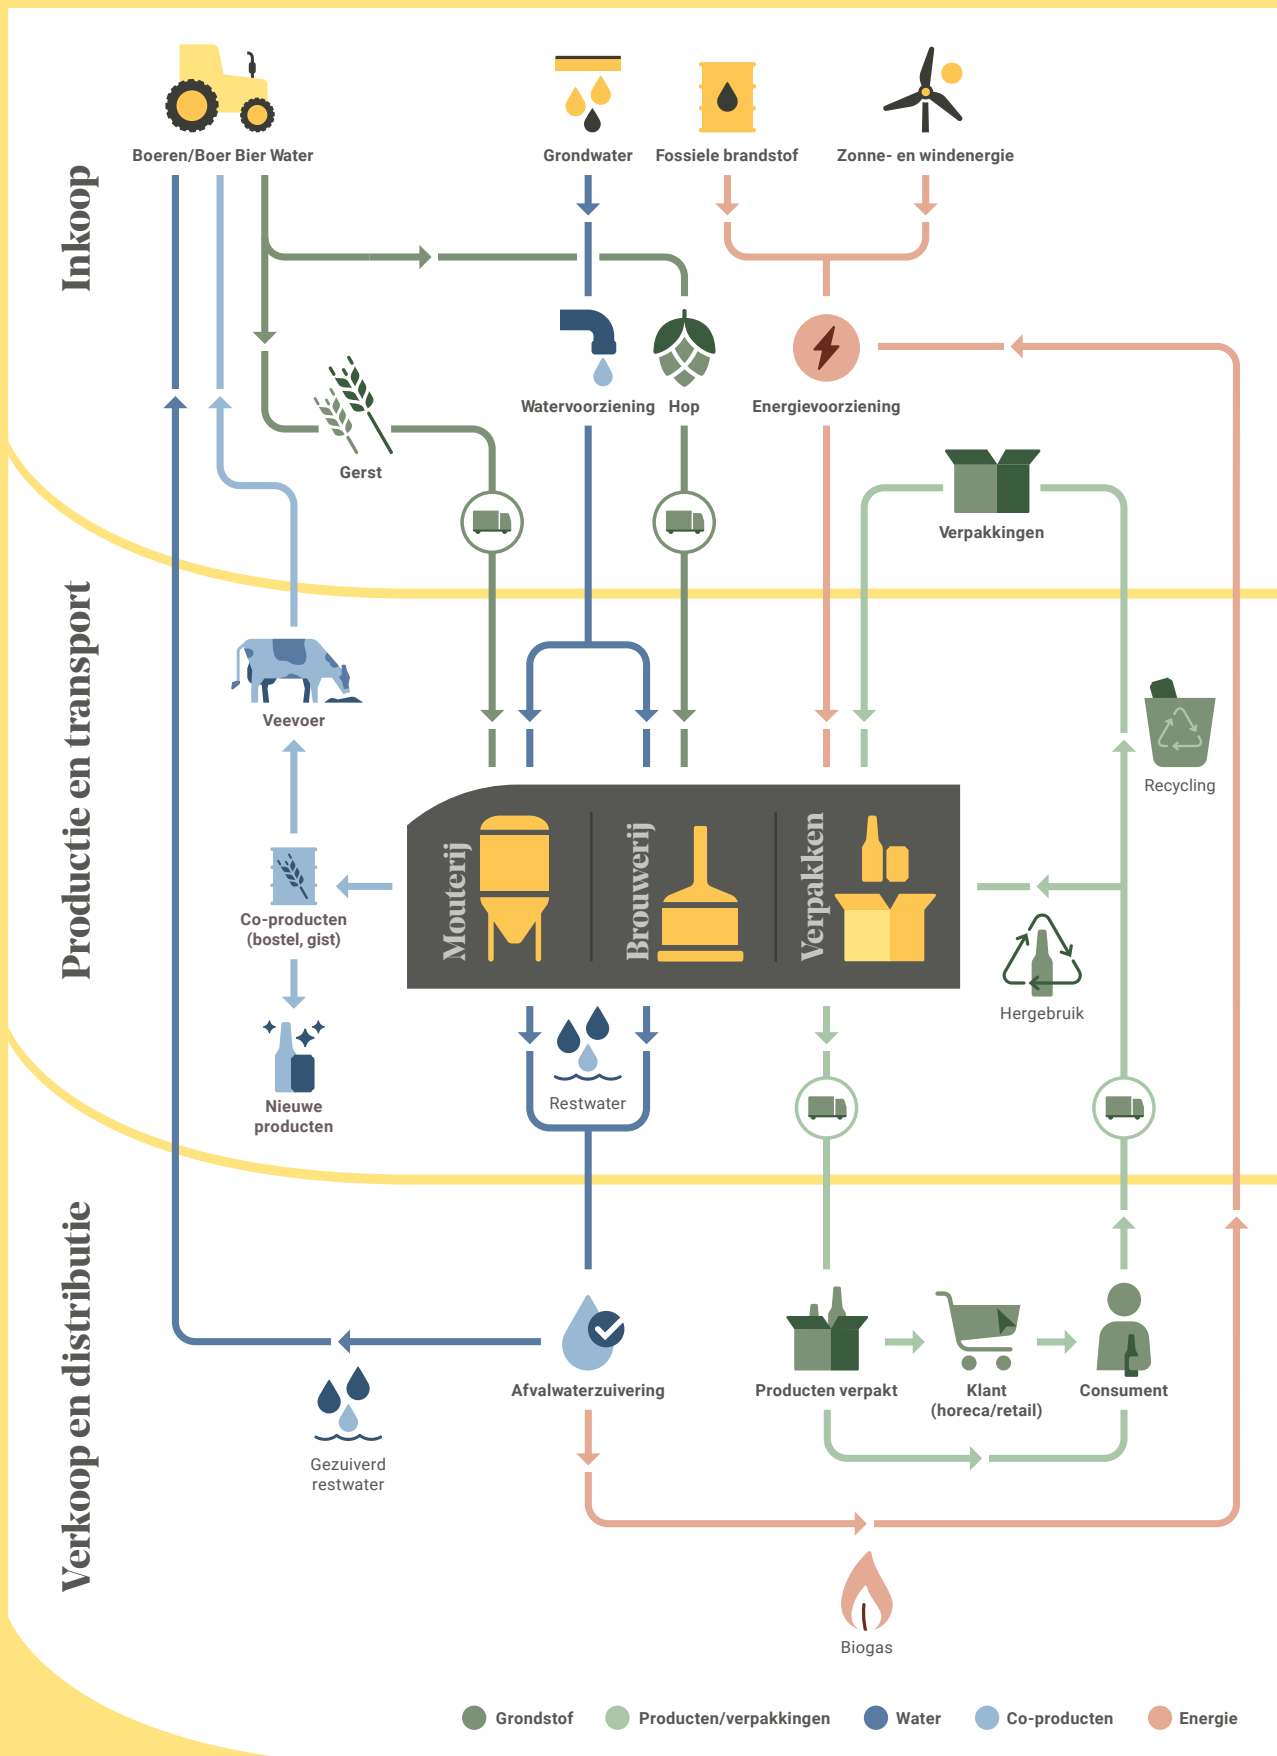 Inkoop
Boeren/Boer Bier Water
Grondwater
Fossiele brandstof
Zonne- en windenergie
Watervoorziening
Hop
Energievoorziening
Gerst
Verpakkingen
Productie en transport
Veevoer
Recycling
Mouterij
Brouwerij
Verpakken
Co-producten
(bostel, gist)
Hergebruik
Nieuwe
producten
Restwater
Verkoop en distributie
Afvalwaterzuivering
Producten verpakt
Klant
(horeca/retail)
Consument
Gezuiverd
restwater
Biogas
Grondstof
Producten/verpakkingen
Water
Co-producten
Energie